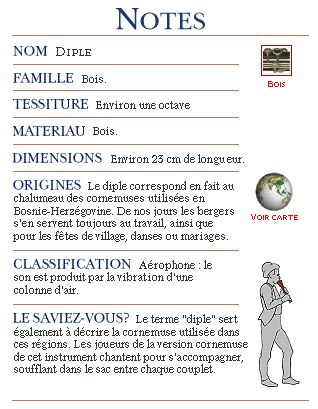 NOTES
NOM DIPLE
BOIS
FAMILLE Bois.
TESSITURE Environ une octave
MATERIAU Bois.
DIMENSIONS Environ 23 cm de longueur.
ORIGINES Le diple correspond en fait au
chalumeau des cornemuses utilisées en
Bosnie-Herzégovine. De nos jours les bergers
s'en servent toujours au travail, ainsi que
pour les fêtes de village, danses ou mariages.
VOIR CARTE
CLASSIFICATION Aérophone : le
son est produit par la vibration d'une
colonne d'air.
LE SAVIEZ-VOUS? Le terme "diple" sert
également à décrire la cornemuse utilisée dans
ces régions. Les joueurs de la version cornemuse
de cet instrument chantent pour s'accompagner,
soufflant dans le sac entre chaque couplet.